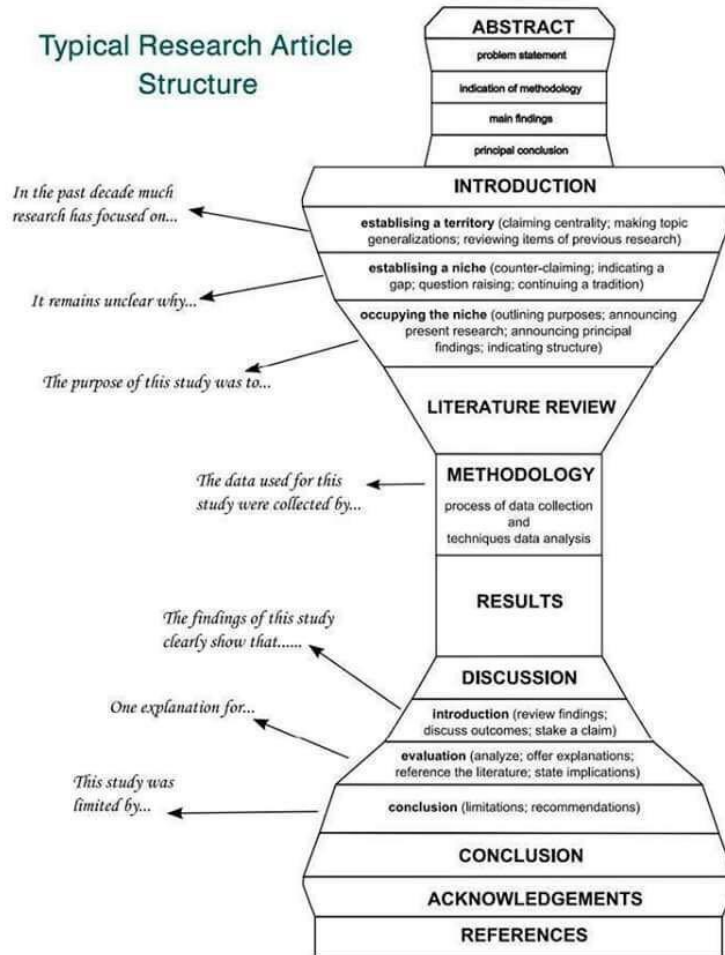 Typical Research Article
Structure
ABSTRACT
problem statement
indication of methodology
main findings
principal conclusion
INTRODUCTION
In the past decade much
research has focused on...
establising a territory (claiming centrality; making topic
generalizations; reviewing items of previous research)
It remains unclear why...
establising a niche (counter-claiming; indicating a
gap; question raising; continuing a tradition)
The purpose of this study was to...
occupying the niche (outlining purposes; announcing
present research; announcing principal
findings; indicating structure)
LITERATURE REVIEW
The data used for this
study were collected by...
METHODOLOGY
process of data collection
and
techniques data analysis
RESULTS
DISCUSSION
The findings of this study
clearly show that......
introduction (review findings;
discuss outcomes; stake a claim)
One explanation for...
evaluation (analyze; offer explanations;
reference the literature; state implications)
This study was
limited by...
conclusion (limitations; recommendations)
CONCLUSION
ACKNOWLEDGEMENTS
REFERENCES